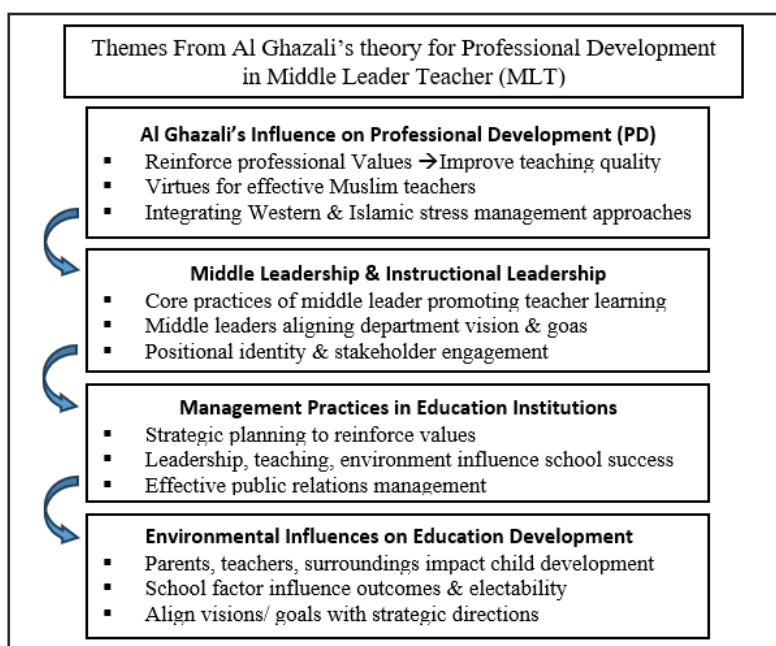 Themes From Al Ghazali's theory for Professional Development
in Middle Leader Teacher (MLT)
Al Ghazali's Influence on Professional Development (PD)
▪ Reinforce professional Values →Improve teaching quality
▪ Virtues for effective Muslim teachers
▪ Integrating Western & Islamic stress management approaches
Middle Leadership & Instructional Leadership
▪ Core practices of middle leader promoting teacher learning
▪ Middle leaders aligning department vision & goas
▪ Positional identity & stakeholder engagement
Management Practices in Education Institutions
▪ Strategic planning to reinforce values
▪ Leadership, teaching, environment influence school success
▪ Effective public relations management
Environmental Influences on Education Development
▪ Parents, teachers, surroundings impact child development
▪ School factor influence outcomes & electability
▪ Align visions/ goals with strategic directions